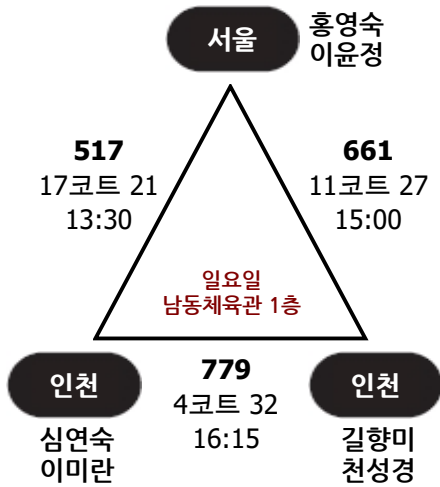 서울
홍영숙
이윤정
517
17코트 21
13:30
661
11코트 27
15:00
일요일
남동체육관 1층
인천
심연숙
이미란
779
4코트 32
16:15
인천
길향미
천성경